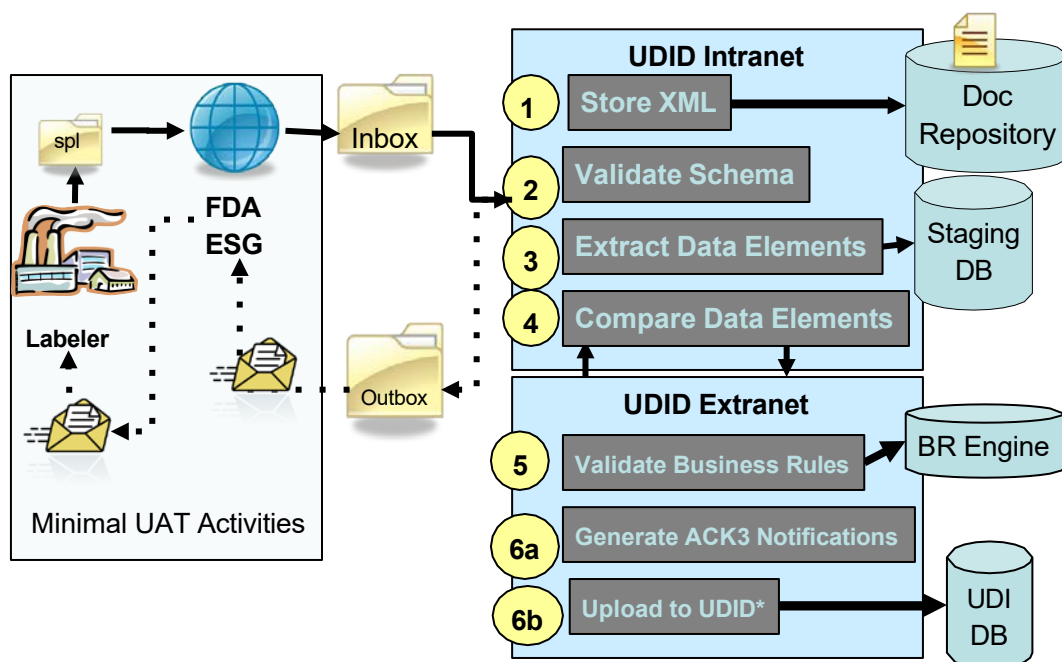 spl
FDA
ESG
Labeler
Minimal UAT Activities
Inbox
Outbox
UDID Intranet
1
Store XML
Doc
Repository
2
Validate Schema
3
Extract Data Elements
Staging
DB
4
Compare Data Elements
UDID Extranet
5
Validate Business Rules
BR Engine
6a
Generate ACK3 Notifications
6b
Upload to UDID*
UDI
DB